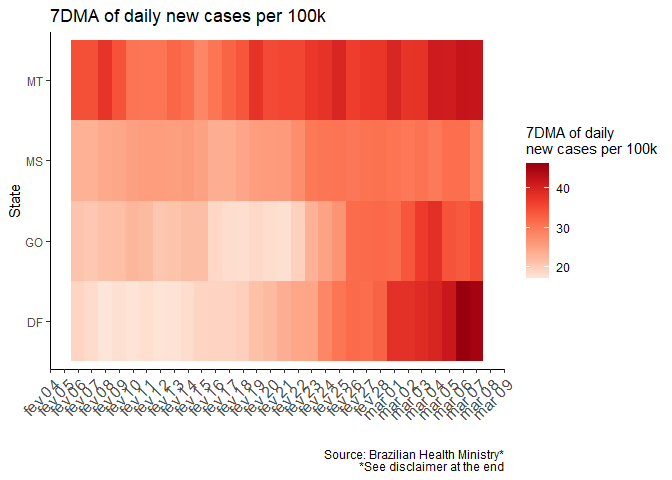 7DMA of daily new cases per 100k
MT
MS
GO
DF
State
fev 04
fev 05
fev 06
fev 07
fev 08
fev 09
fev 10
fev 11
fev 12
fev 13
fev 14
fev 15
fev 16
fev 17
fev 18
fev 19
fev 20
fev 21
fev 22
fev 23
fev 24
fev 25
fev 26
fev 27
fev 28
mar 01
mar 02
mar 03
mar 04
mar 05
mar 06
mar 07
mar 08
mar 09
7DMA of daily
new cases per 100k
40
30
20
Source: Brazilian Health Ministry*
*See disclaimer at the end